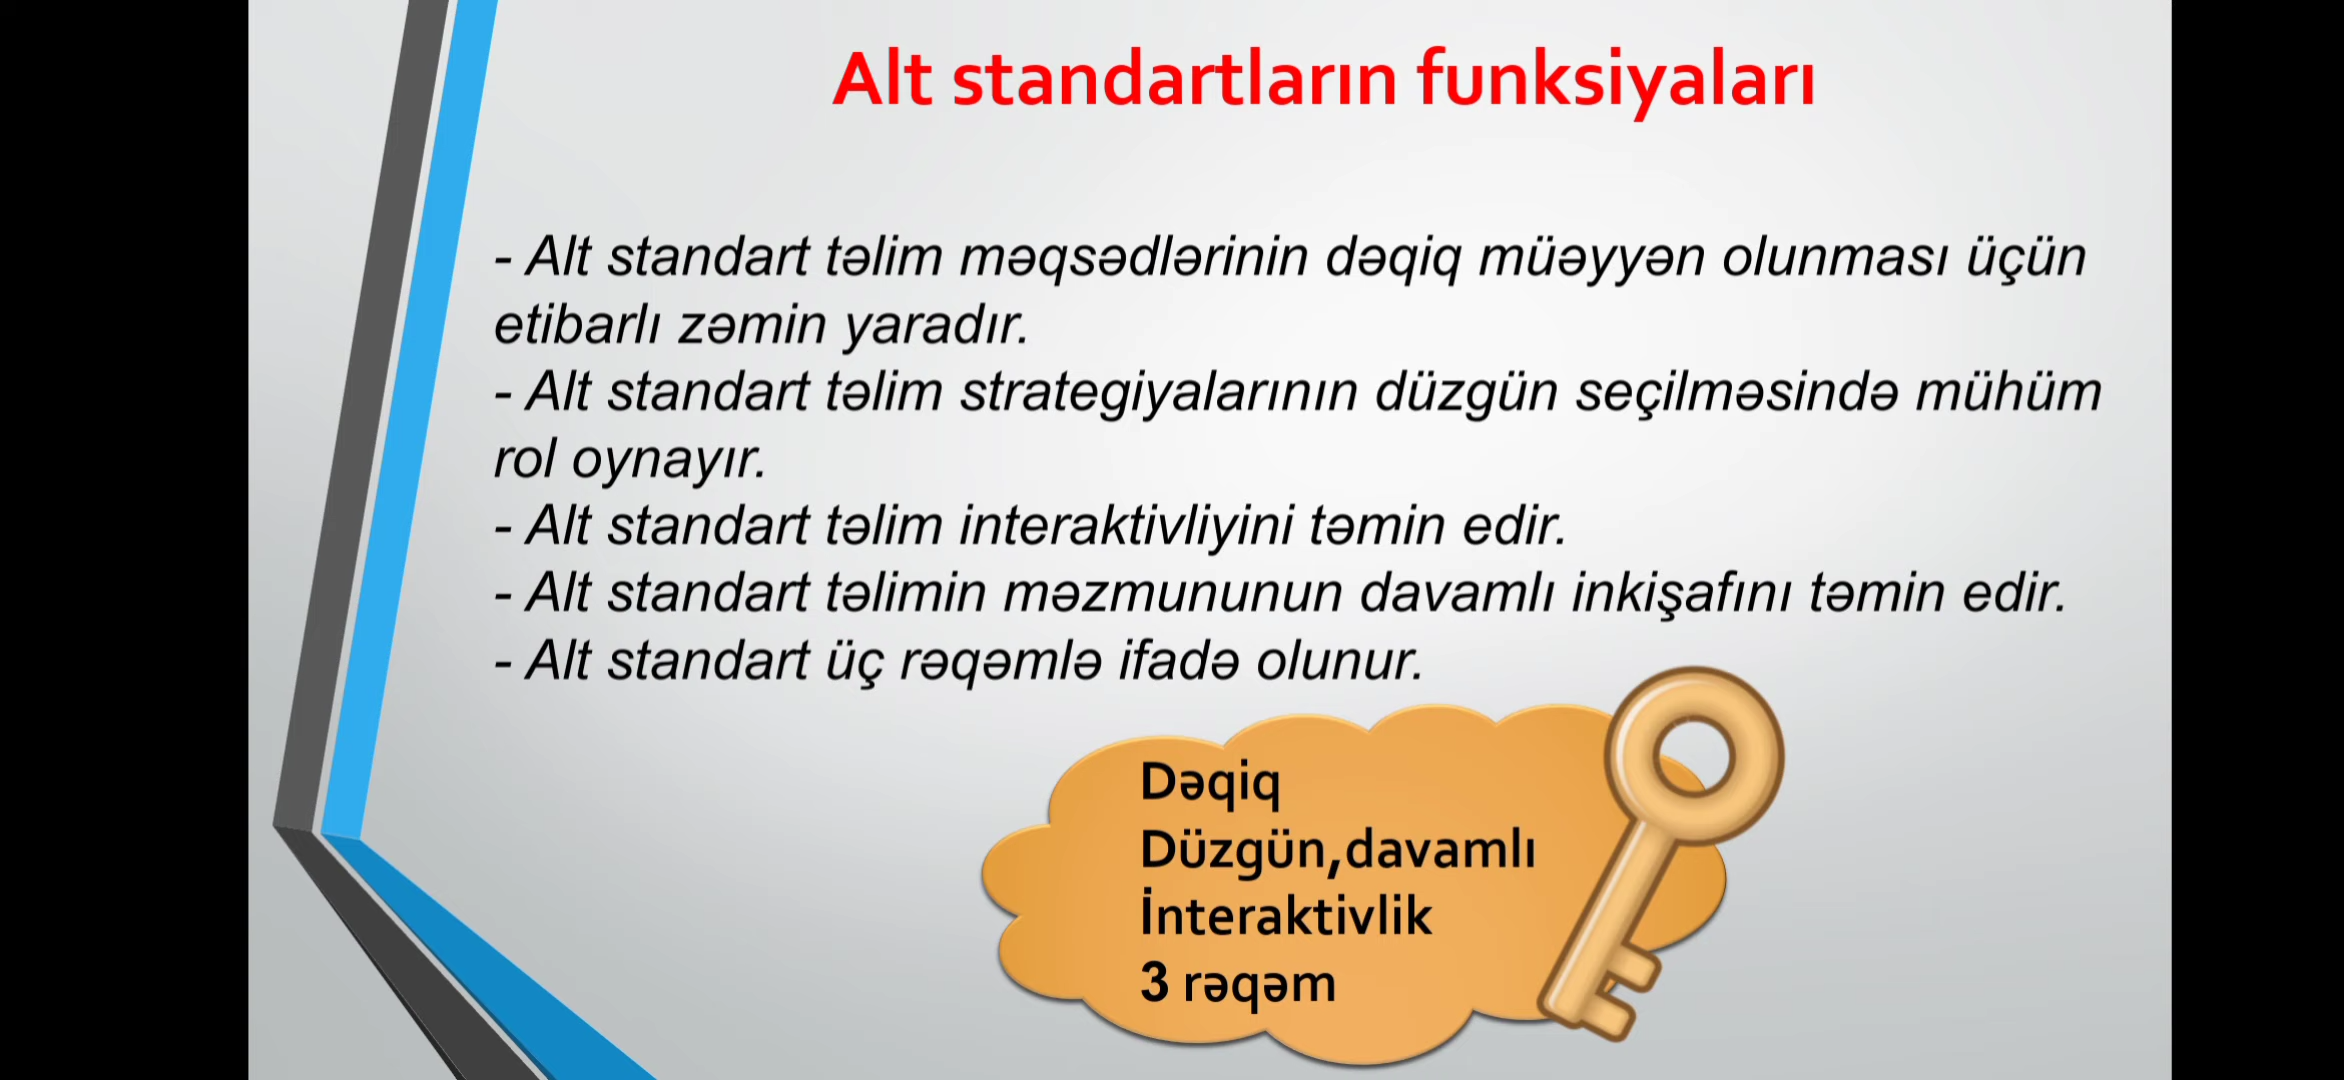 Alt standartların funksiyaları
- Alt standart təlim məqsədlərinin dəqiq müəyyən olunması üçün
etibarlı zəmin yaradır.
- Alt standart təlim strategiyalarının düzgün seçilməsində mühüm
rol oynayır.
- Alt standart təlim interaktivliyini təmin edir.
- Alt standart təlimin məzmununun davamlı inkişafını təmin edir.
- Alt standart üç rəqəmlə ifadə olunur.
Dəqiq
Düzgün,davamlı
İnteraktivlik
3 rəqəm